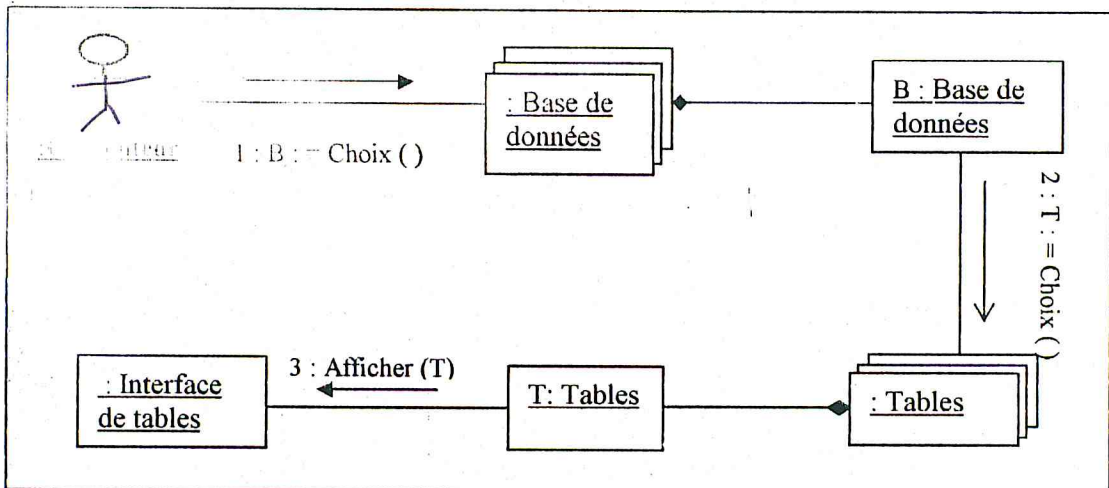 : Base de
données
B : Base de
données
1 : B : = Choix ( )
2 : T : = Choix ( )
3 : Afficher (T)
: Interface
de tables
T: Tables
: Tables